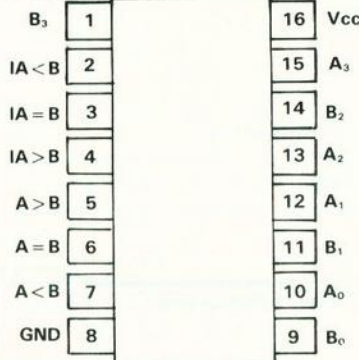 B₃ 1 16 Vcc
IA<B 2 15 A₃
IA=B 3 14 B₂
IA>B 4 13 A₂
A>B 5 12 A₁
A=B 6 11 B₁
A<B 7 10 A₀
GND 8 9 B₀